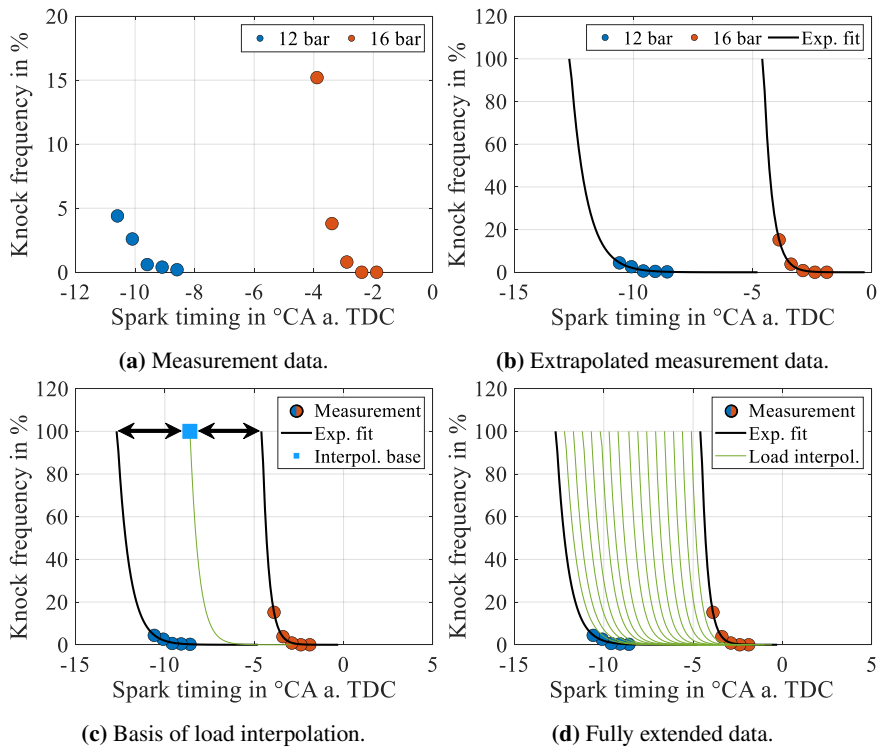 Knock frequency in %
20
15
10
5
0
12 bar 16 bar
-12 -10 -8 -6 -4 -2 0
Spark timing in °CA a. TDC
(a) Measurement data.
Knock frequency in %
120
100
80
60
40
20
0
12 bar 16 bar Exp. fit
-15 -10 -5 0
Spark timing in °CA a. TDC
(b) Extrapolated measurement data.
Knock frequency in %
120
100
80
60
40
20
0
Measurement
Exp. fit
Interpol. base
-15 -10 -5 0 5
Spark timing in °CA a. TDC
(c) Basis of load interpolation.
Knock frequency in %
120
100
80
60
40
20
0
Measurement
Exp. fit
Load interpol.
-15 -10 -5 0 5
Spark timing in °CA a. TDC
(d) Fully extended data.